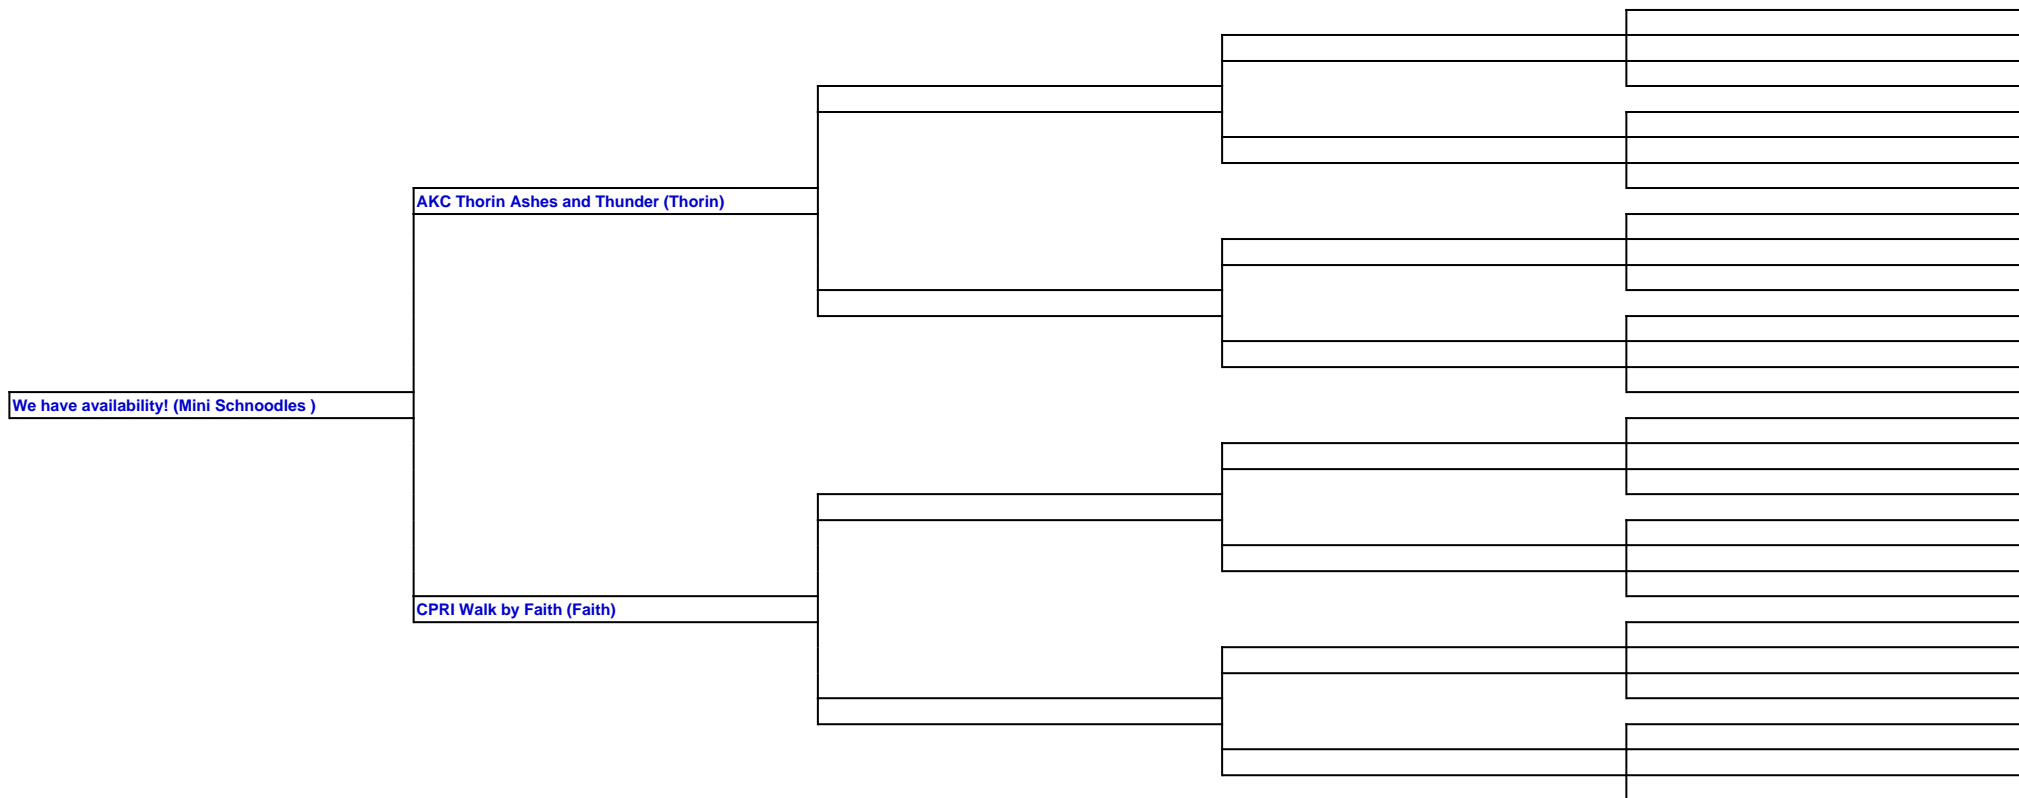 AKC Thorin Ashes and Thunder (Thorin)
We have availability! (Mini Schnoodles )
CPRI Walk by Faith (Faith)